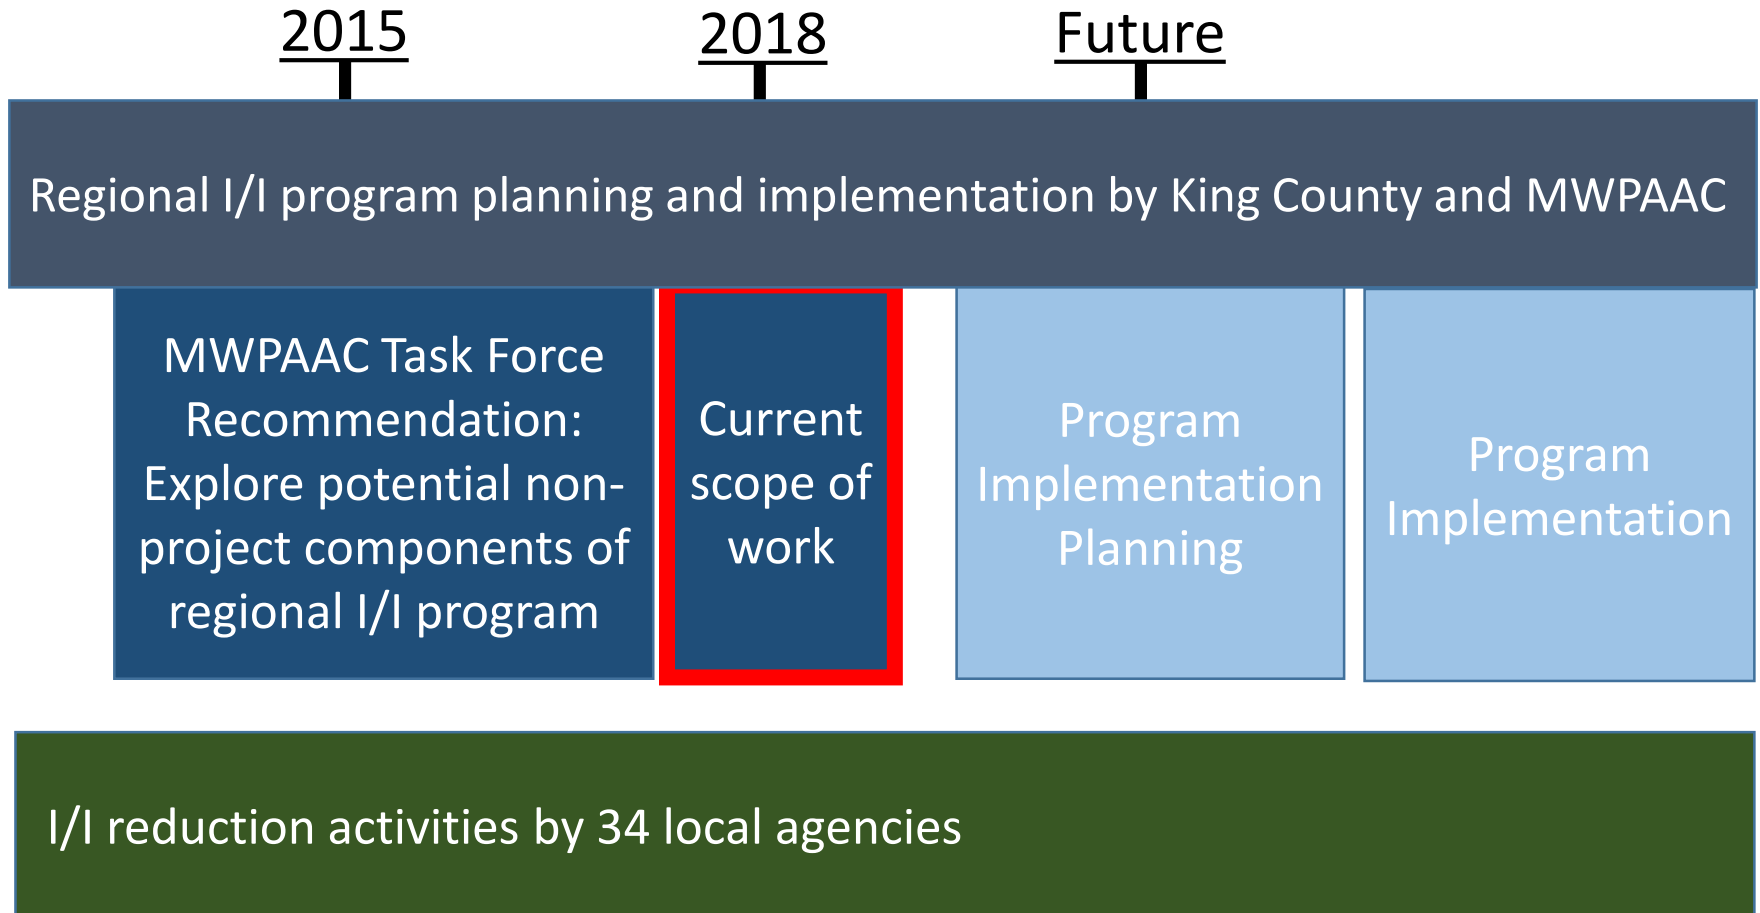 2015
2018
Future
Regional I/I program planning and implementation by King County and MWPAAC
MWPAAC Task Force
Recommendation:
Explore potential non-
project components of
regional I/I program
Current
scope of
work
Program
Implementation
Planning
Program
Implementation
I/I reduction activities by 34 local agencies